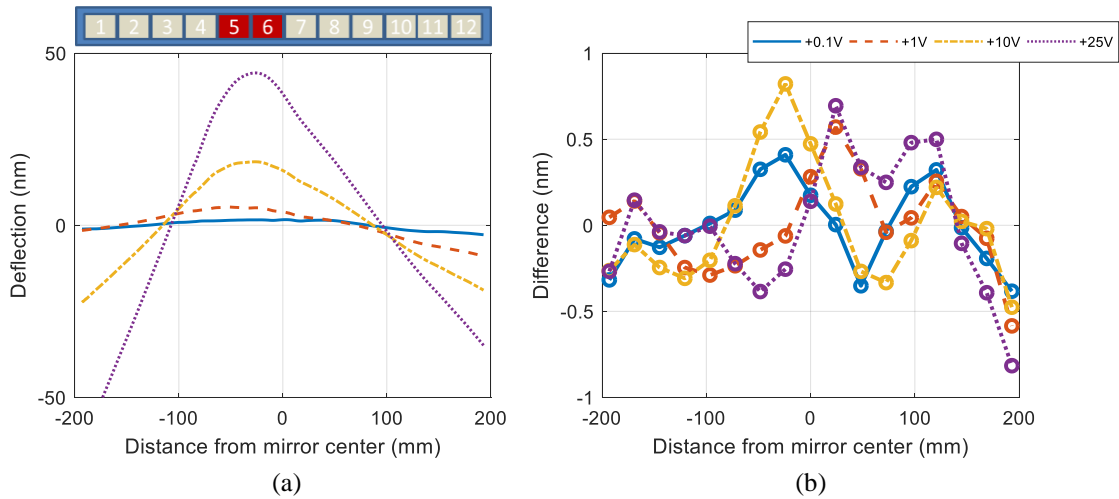 1 2 3 4 5 6 7 8 9 10 11 12
+0.1V +1V +10V +25V
50
0
-50
Deflection (nm)
-200 -100 0 100 200
Distance from mirror center (mm)
(a)
1
0.5
0
-0.5
-1
Difference (nm)
-200 -100 0 100 200
Distance from mirror center (mm)
(b)